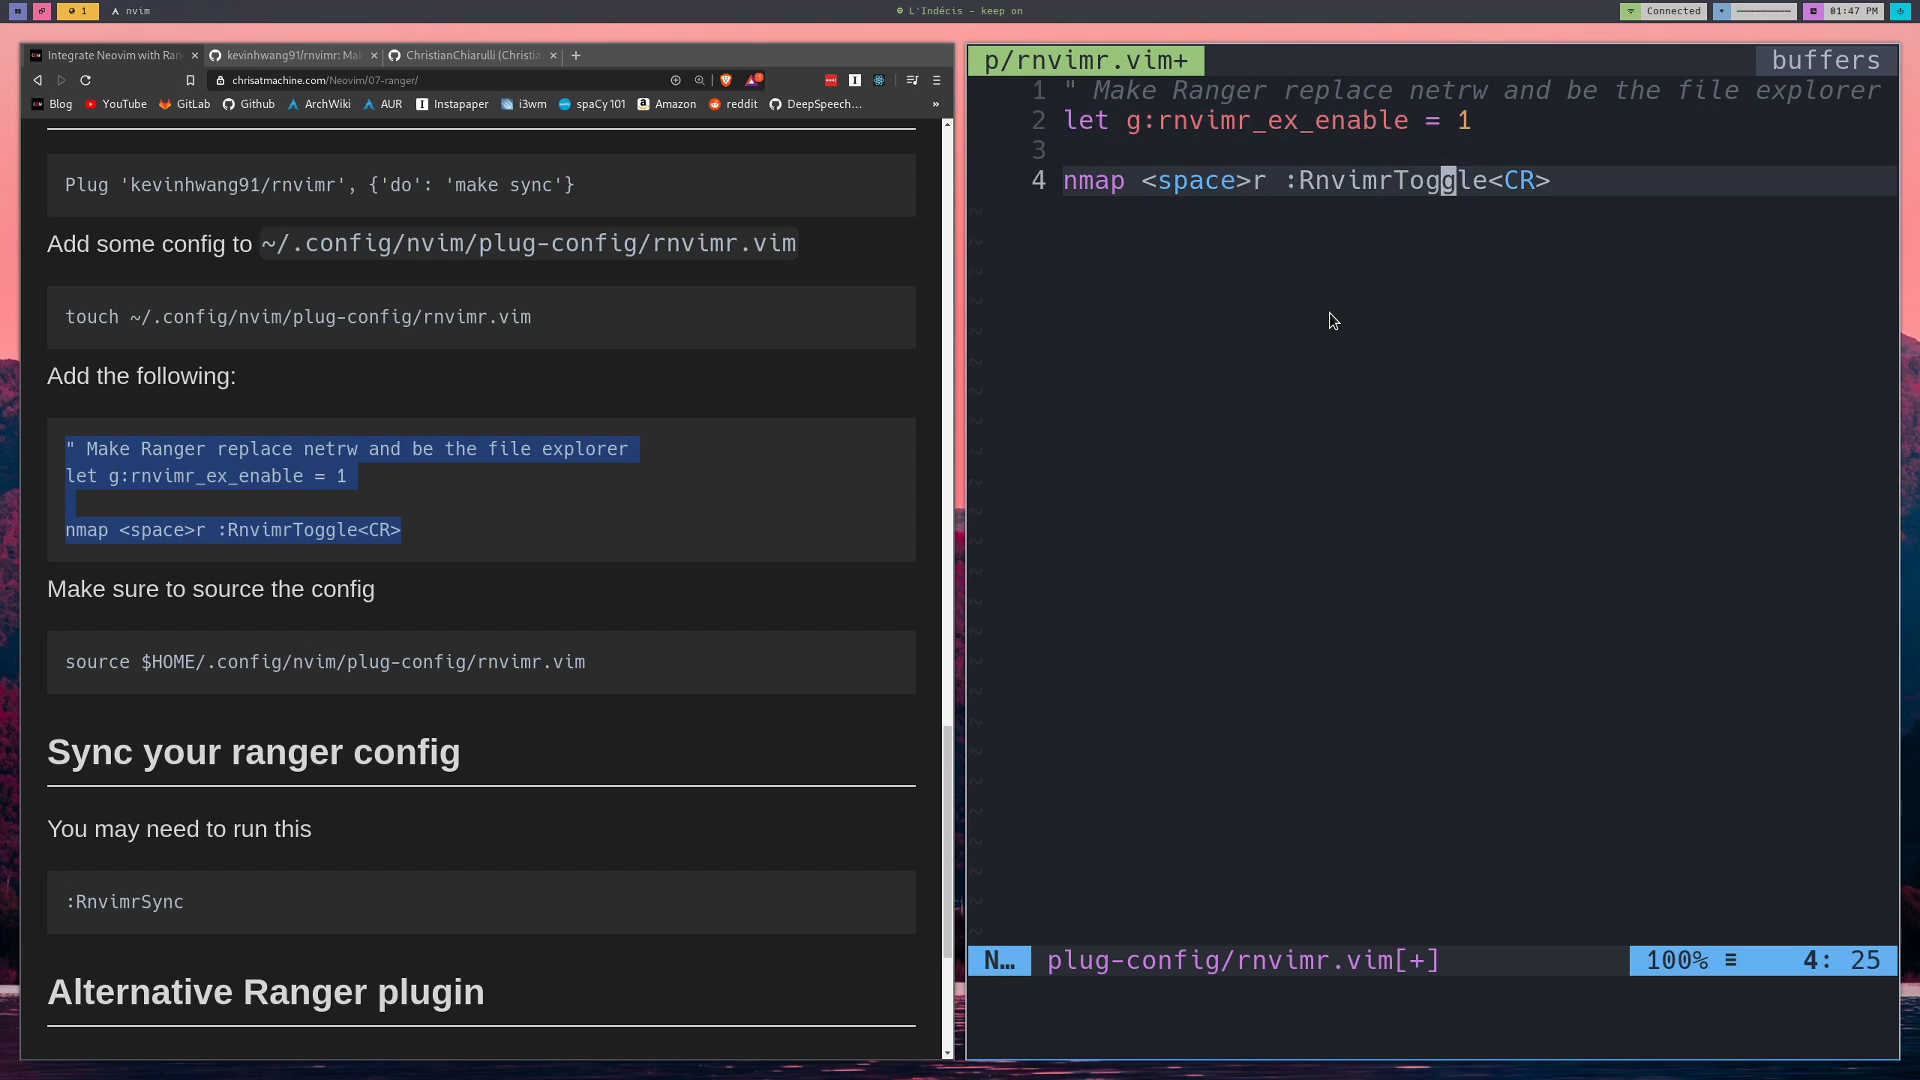 1
nvim
L'Indécis - keep on
Connected
01:47 PM
Integrate Neovim with Ran
kevinhwang91/rnvimr: Mak
ChristianChiarulli (Christia
chrisatmachine.com/Neovim/07-ranger/
Blog
YouTube
GitLab
Github
ArchWiki
AUR
Instapaper
i3wm
spaCy 101
Amazon
reddit
DeepSpeech...
»
Plug 'kevinhwang91/rnvimr', {'do': 'make sync'}
Add some config to ~/.config/nvim/plug-config/rnvimr.vim
touch ~/.config/nvim/plug-config/rnvimr.vim
Add the following:
" Make Ranger replace netrw and be the file explorer
let g:rnvimr_ex_enable = 1
nmap <space>r :RnvimrToggle<CR>
Make sure to source the config
source $HOME/.config/nvim/plug-config/rnvimr.vim
Sync your ranger config
You may need to run this
:RnvimrSync
Alternative Ranger plugin
p/rnvimr.vim+
buffers
1 " Make Ranger replace netrw and be the file explorer
2 let g:rnvimr_ex_enable = 1
3
4 nmap <space>r :RnvimrToggle<CR>
N… plug-config/rnvimr.vim[+]
100% ≡ 4: 25